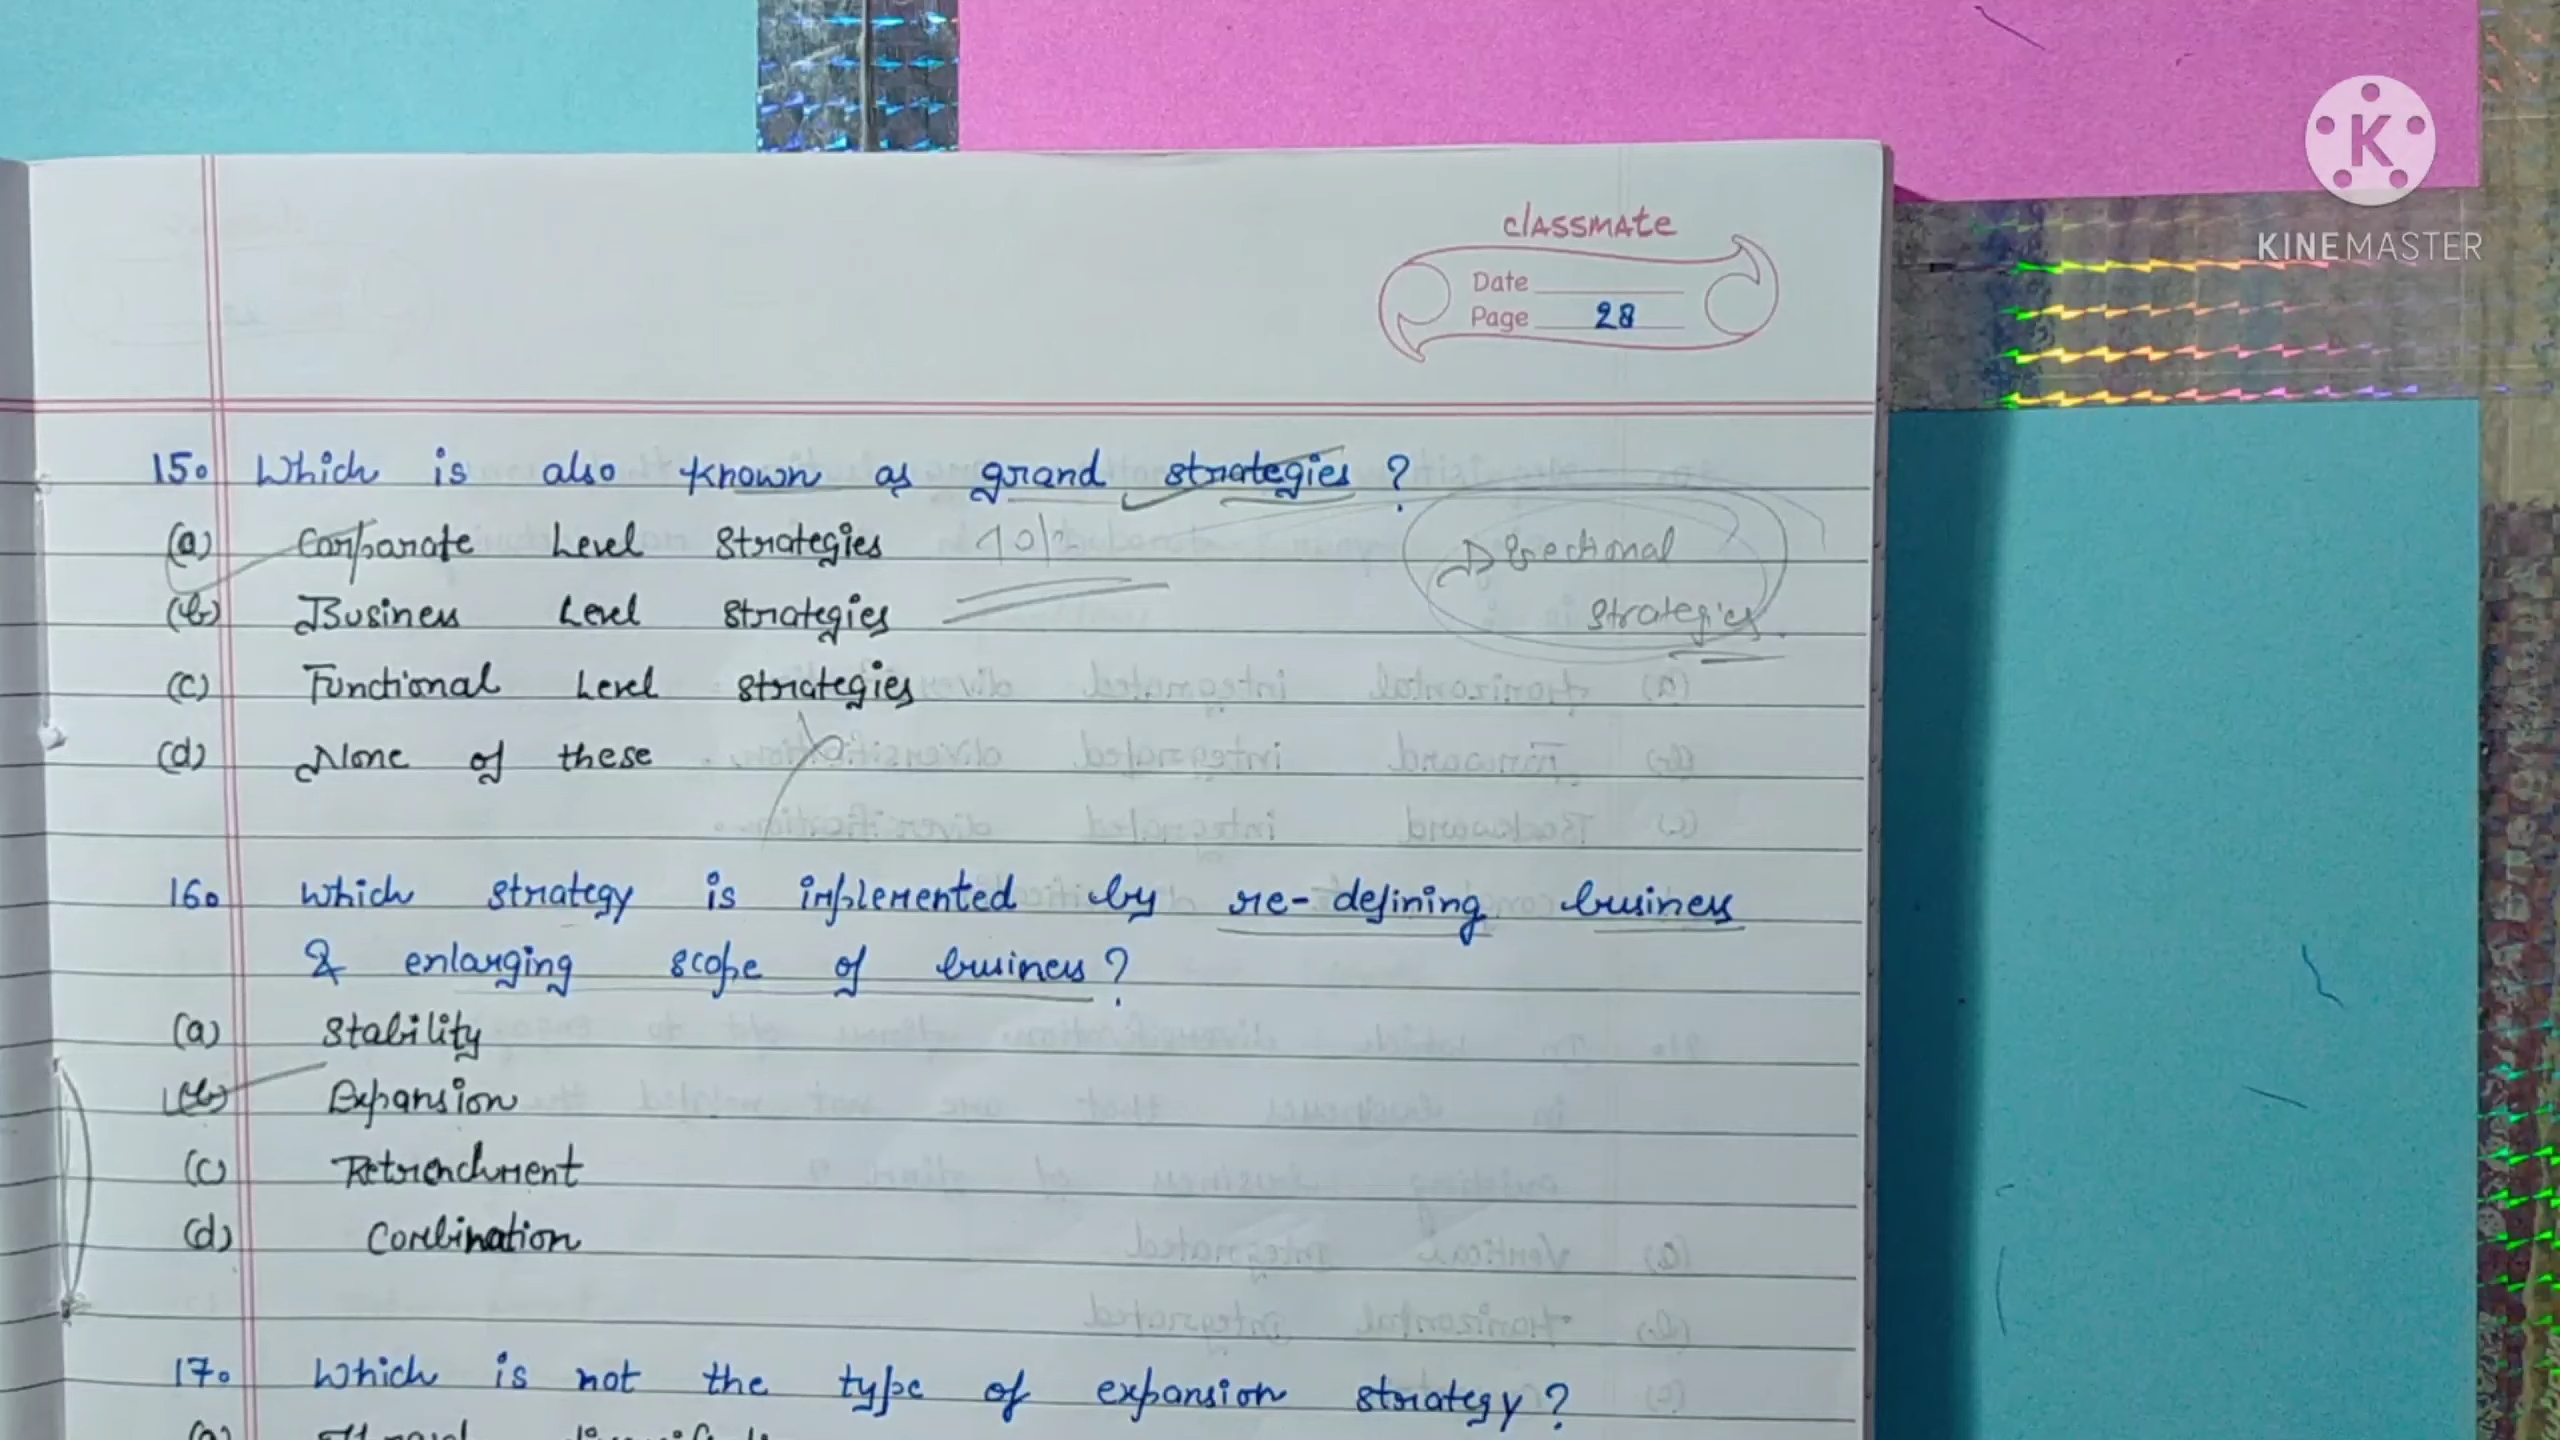 KINEMASTER
classmate
Date
Page 28
15. Which is also known as grand strategies ?
(a) Corporate Level Strategies
(b) Business Level Strategies
(c) Functional Level Strategies
(d) None of these
Directional
Strategies
16. Which strategy is implemented by re-defining business
& enlarging scope of business ?
(a) Stability
(b) Expansion
(c) Retrenchment
(d) Combination
17. Which is not the type of expansion strategy ?
(a)